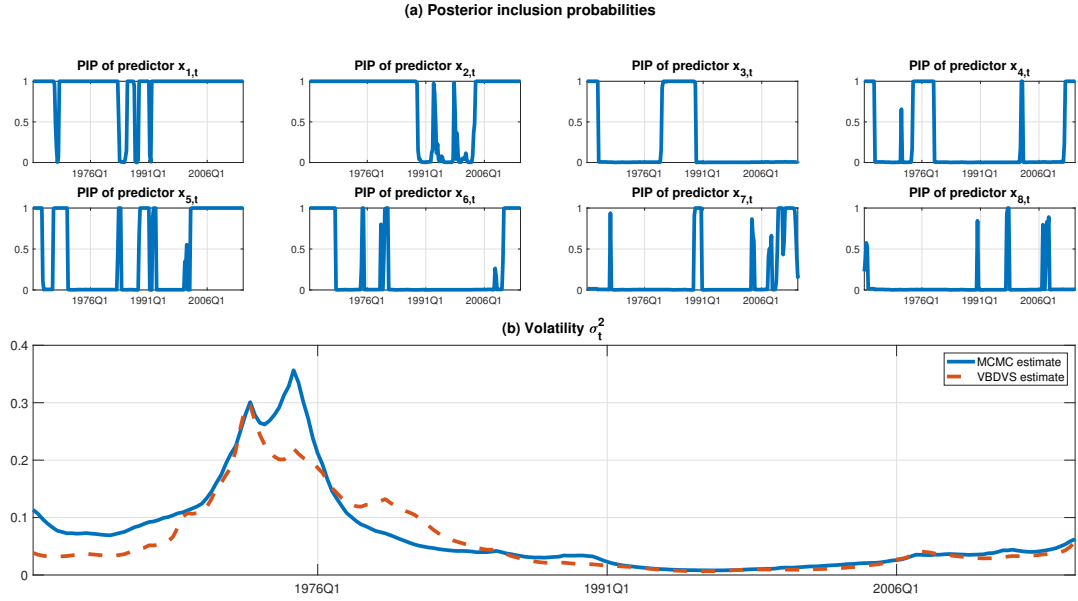 (a) Posterior inclusion probabilities
PIP of predictor x1,t
PIP of predictor x2,t
PIP of predictor x3,t
PIP of predictor x4,t
1
0.5
0
1976Q1 1991Q1 2006Q1
1
0.5
0
1976Q1 1991Q1 2006Q1
1
0.5
0
1976Q1 1991Q1 2006Q1
1
0.5
0
1976Q1 1991Q1 2006Q1
PIP of predictor x5,t
PIP of predictor x6,t
PIP of predictor x7,t
PIP of predictor x8,t
1
0.5
0
1976Q1 1991Q1 2006Q1
1
0.5
0
1976Q1 1991Q1 2006Q1
1
0.5
0
1976Q1 1991Q1 2006Q1
1
0.5
0
1976Q1 1991Q1 2006Q1
(b) Volatility σt2
0.4
0.3
0.2
0.1
0
MCMC estimate
VBDVS estimate
1976Q1 1991Q1 2006Q1